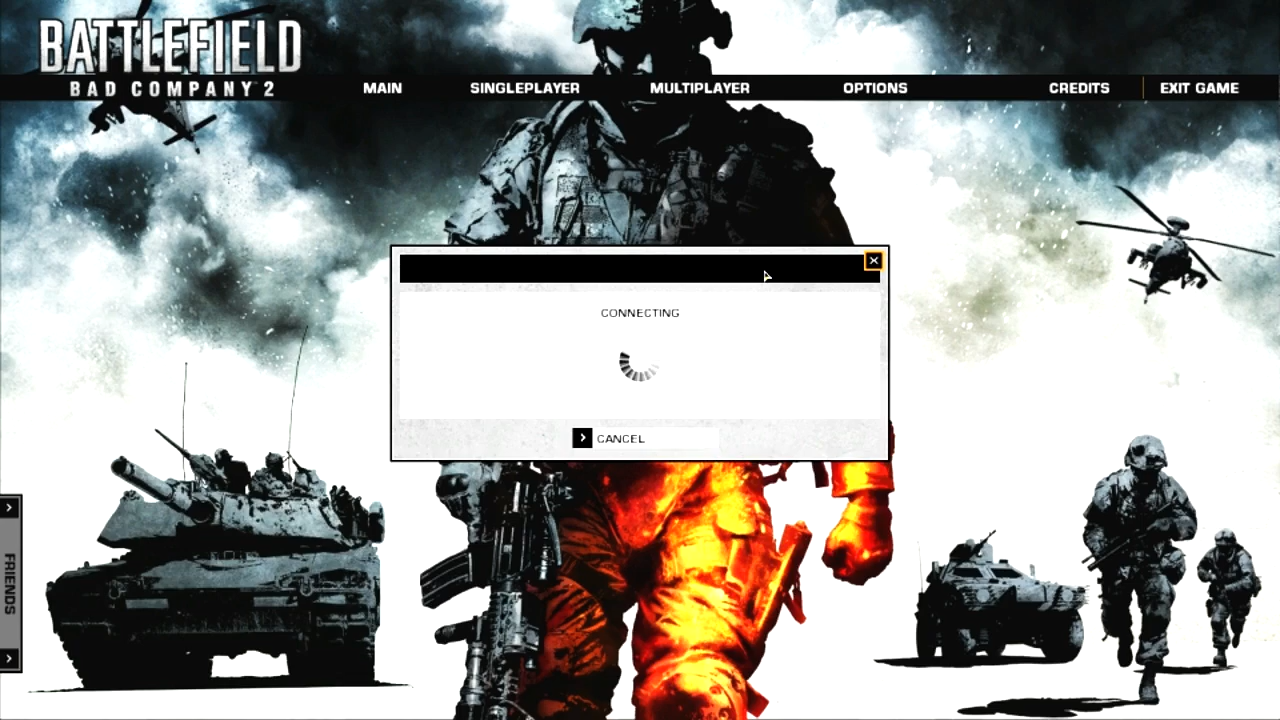 BATTLEFIELD
BAD COMPANY 2
MAIN SINGLEPLAYER MULTIPLAYER OPTIONS CREDITS EXIT GAME
CONNECTING
CANCEL
FRIENDS